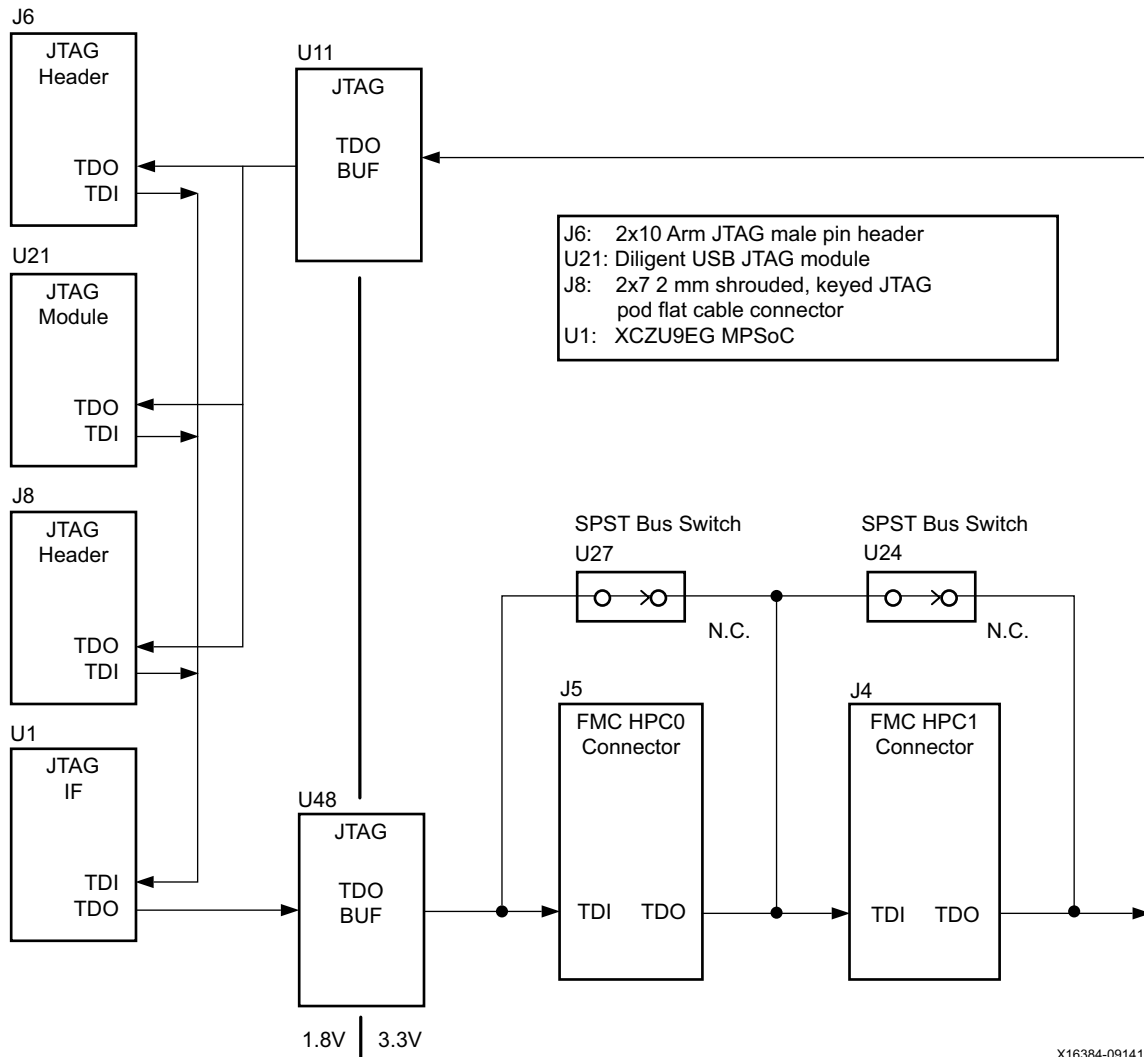 J6
JTAG
Header
TDO
TDI
U11
JTAG
TDO
BUF
J6: 2x10 Arm JTAG male pin header
U21: Diligent USB JTAG module
J8: 2x7 2 mm shrouded, keyed JTAG
pod flat cable connector
U1: XCZU9EG MPSoC
U21
JTAG
Module
TDO
TDI
J8
JTAG
Header
TDO
TDI
SPST Bus Switch
U27
N.C.
SPST Bus Switch
U24
N.C.
U1
JTAG
IF
TDI
TDO
U48
JTAG
TDO
BUF
J5
FMC HPC0
Connector
TDI TDO
J4
FMC HPC1
Connector
TDI TDO
1.8V 3.3V
X16384-09141